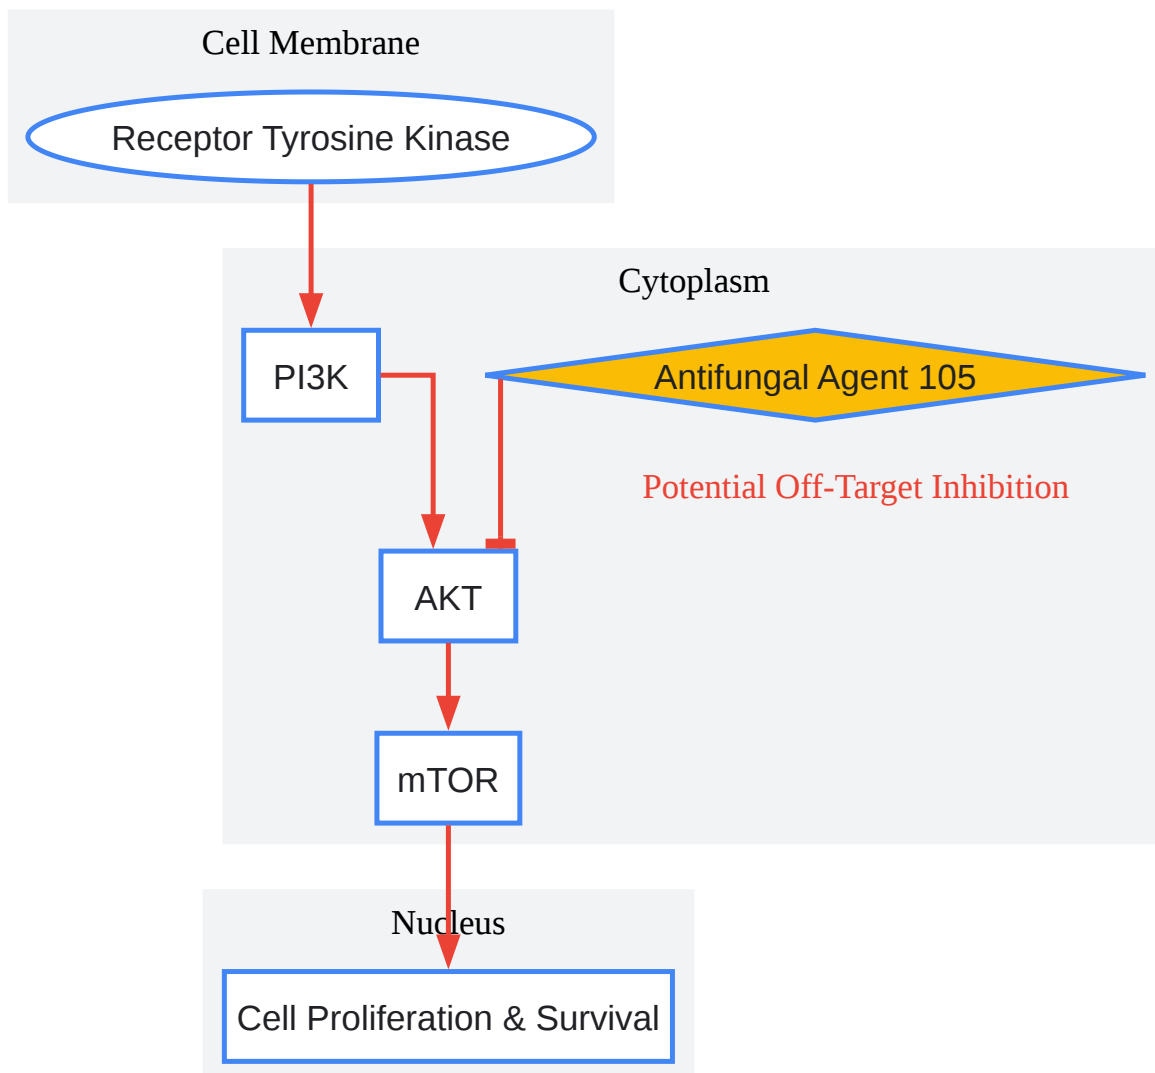 Cell Membrane
Receptor Tyrosine Kinase
Cytoplasm
PI3K
Antifungal Agent 105
Potential Off-Target Inhibition
AKT
mTOR
Nucleus
Cell Proliferation & Survival